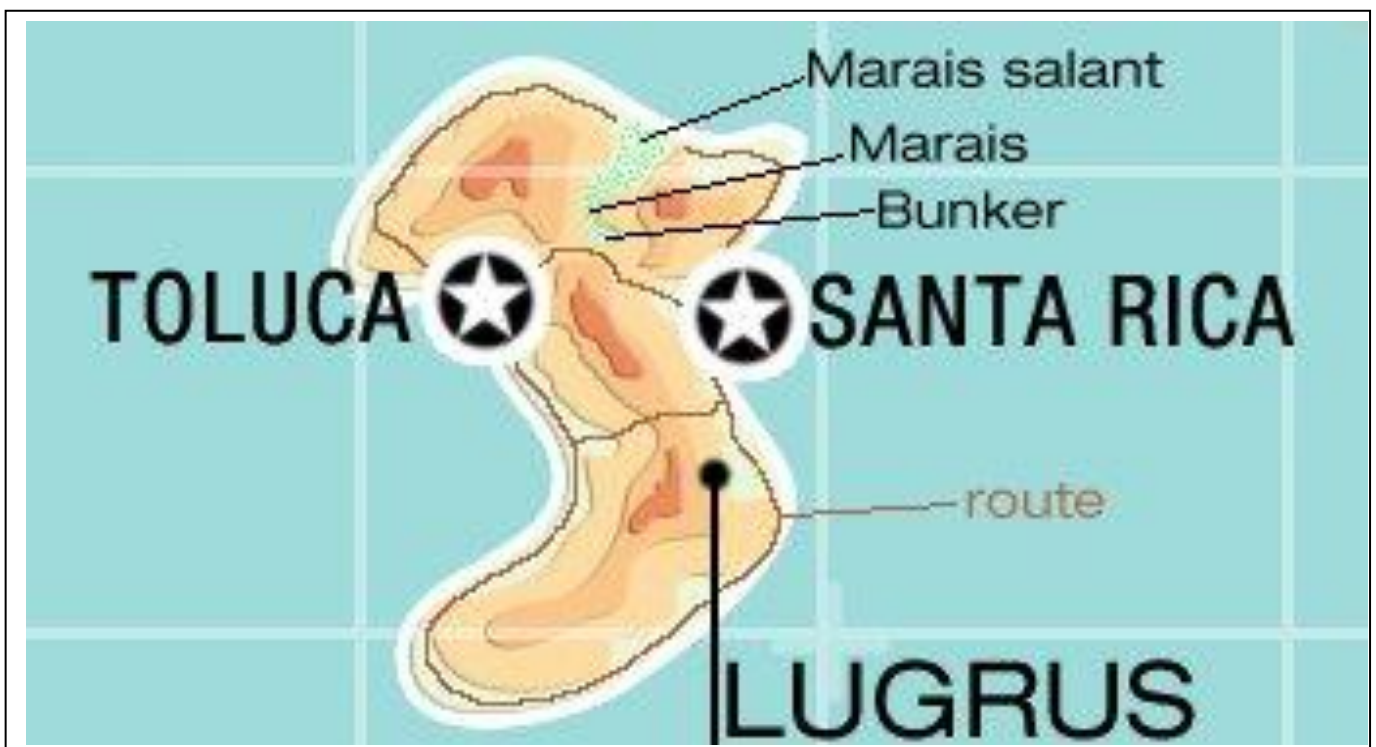 Marais salant
Marais
Bunker
TOLUCA
SANTA RICA
route
LUGRUS